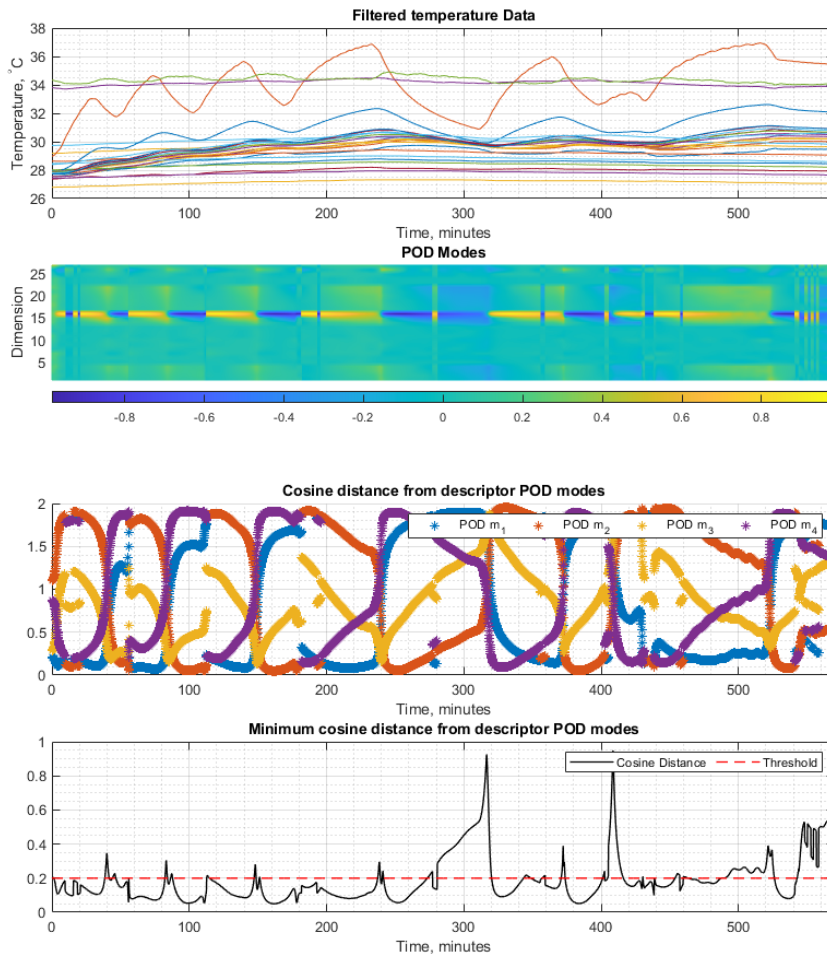 Filtered temperature Data
Temperature, °C
38
36
34
32
30
28
26
0 100 200 300 400 500
Time, minutes
POD Modes
Dimension
25
20
15
10
5
-0.8 -0.6 -0.4 -0.2 0 0.2 0.4 0.6 0.8
Cosine distance from descriptor POD modes
2
1.5
1
0.5
0
POD m1 POD m2 POD m3 POD m4
0 100 200 300 400 500
Time, minutes
Minimum cosine distance from descriptor POD modes
1
0.8
0.6
0.4
0.2
0
Cosine Distance Threshold
0 100 200 300 400 500
Time, minutes